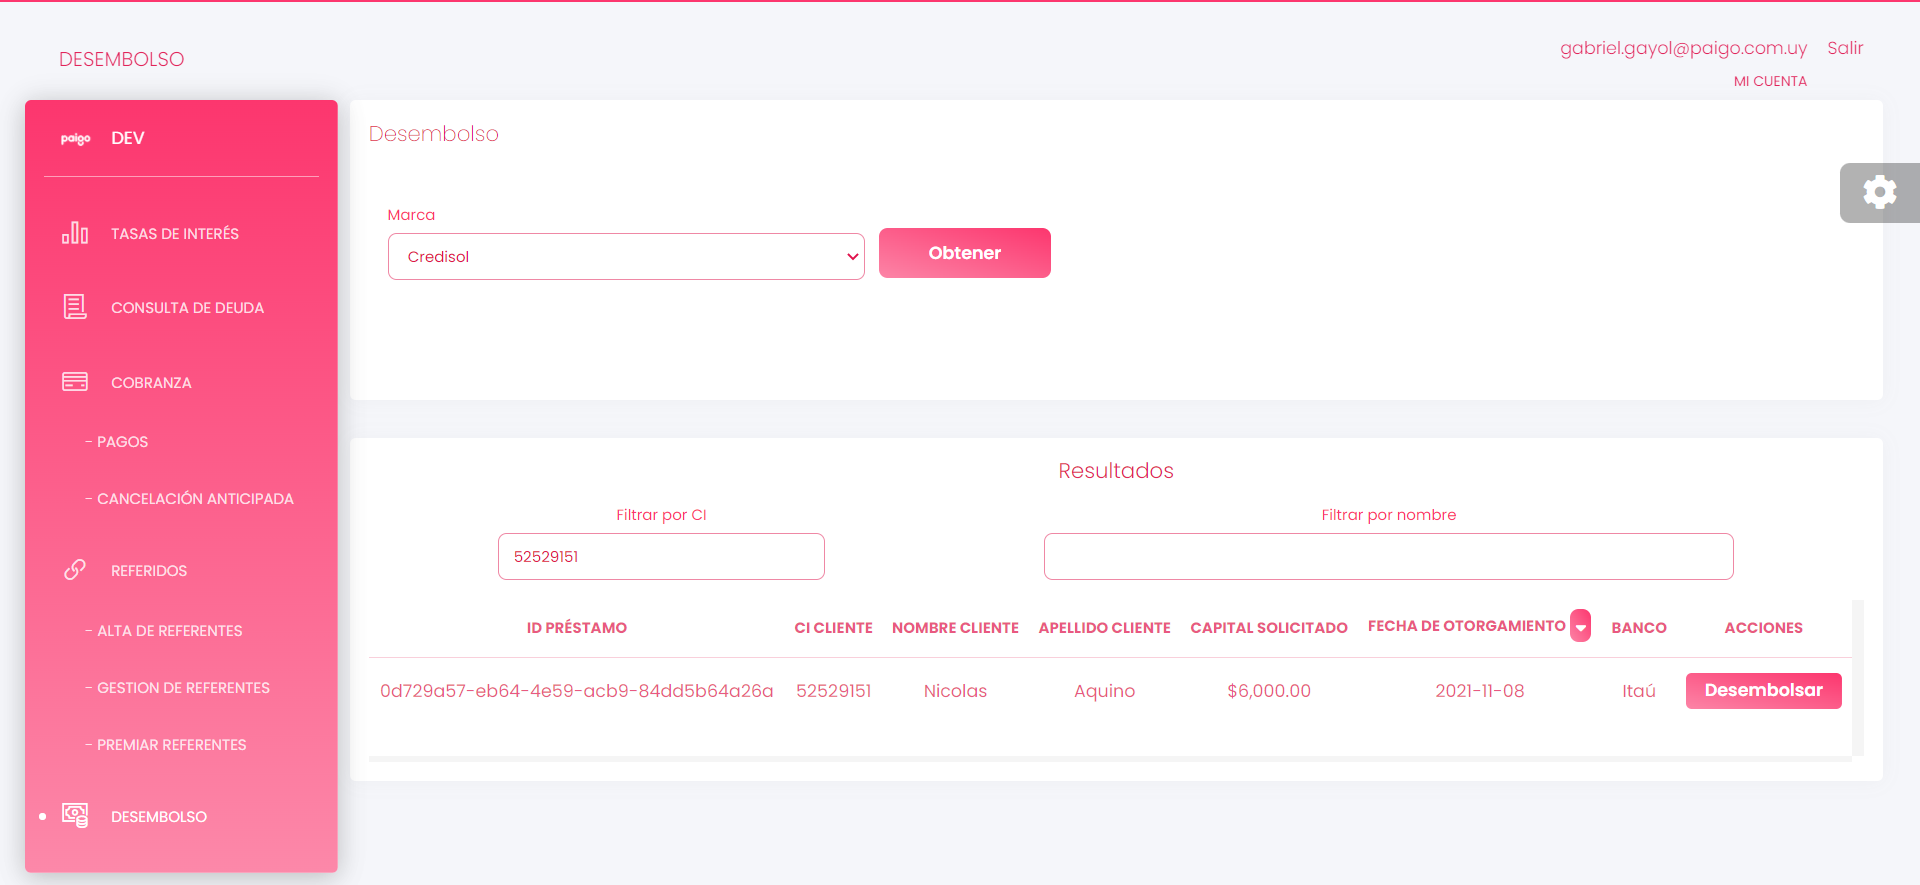 DESEMBOLSO
gabriel.gayol@paigo.com.uy Salir
MI CUENTA
paigo DEV
TASAS DE INTERÉS
CONSULTA DE DEUDA
COBRANZA
- PAGOS
- CANCELACIÓN ANTICIPADA
REFERIDOS
- ALTA DE REFERENTES
- GESTION DE REFERENTES
- PREMIAR REFERENTES
DESEMBOLSO
Desembolso
Marca
Credisol
Obtener
Resultados
Filtrar por CI
52529151
Filtrar por nombre
ID PRÉSTAMO CI CLIENTE NOMBRE CLIENTE APELLIDO CLIENTE CAPITAL SOLICITADO FECHA DE OTORGAMIENTO BANCO ACCIONES
0d729a57-eb64-4e59-acb9-84dd5b64a26a 52529151 Nicolas Aquino $6,000.00 2021-11-08 Itaú Desembolsar